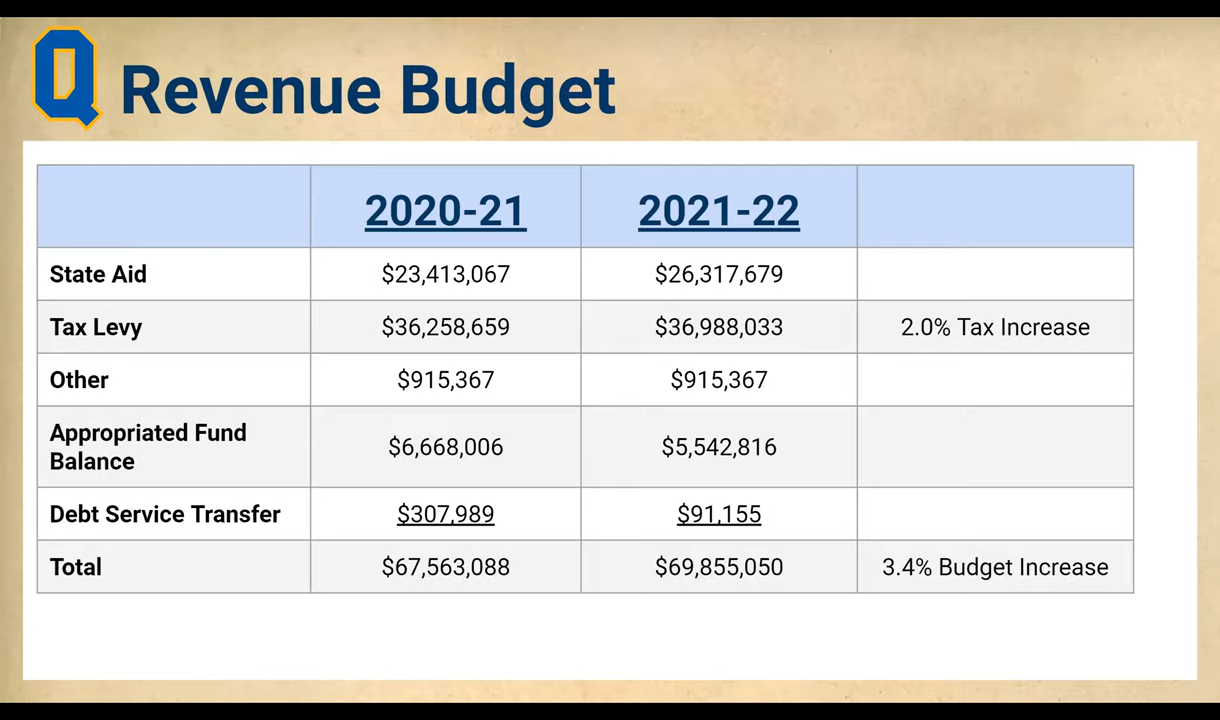 Q Revenue Budget
2020-21 2021-22
State Aid $23,413,067 $26,317,679
Tax Levy $36,258,659 $36,988,033 2.0% Tax Increase
Other $915,367 $915,367
Appropriated Fund
Balance $6,668,006 $5,542,816
Debt Service Transfer $307,989 $91,155
Total $67,563,088 $69,855,050 3.4% Budget Increase